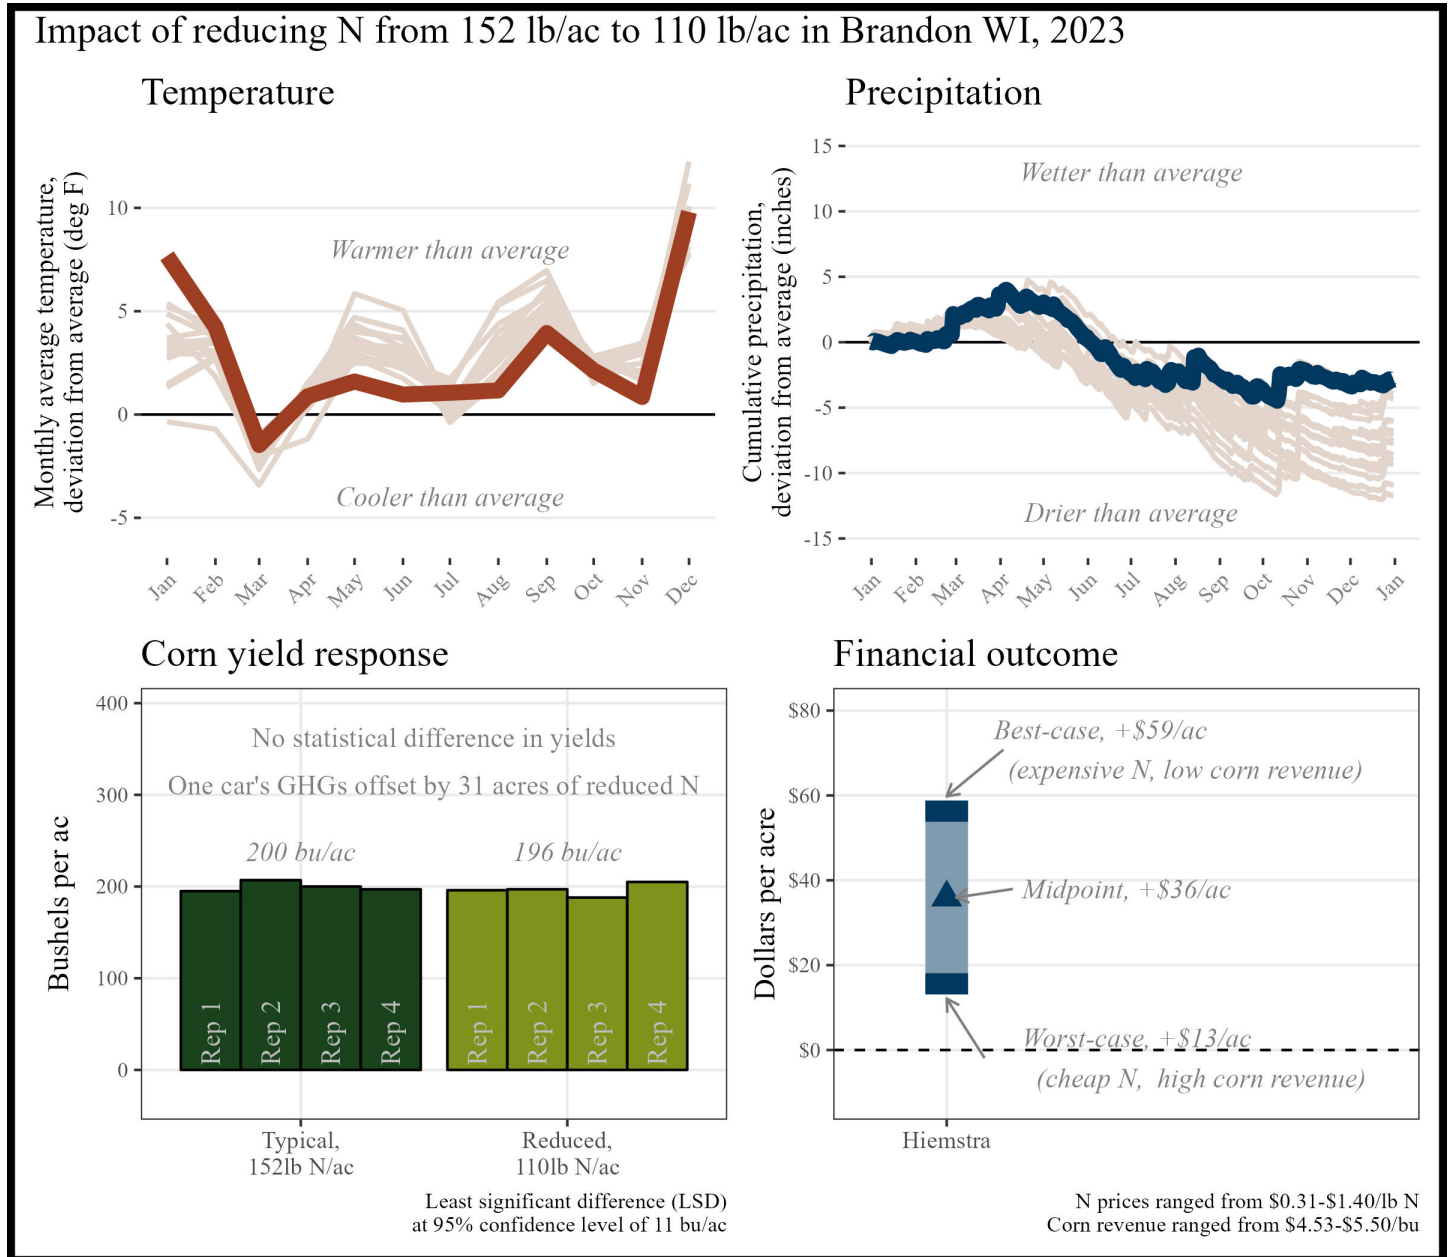 Impact of reducing N from 152 lb/ac to 110 lb/ac in Brandon WI, 2023
Temperature
Monthly average temperature,
deviation from average (deg F)
10
5
0
-5
Warmer than average
Cooler than average
Jan
Feb
Mar
Apr
May
Jun
Jul
Aug
Sep
Oct
Nov
Dec
Precipitation
Cumulative precipitation,
deviation from average (inches)
15
10
5
0
-5
-10
-15
Wetter than average
Drier than average
Jan
Feb
Mar
Apr
May
Jun
Jul
Aug
Sep
Oct
Nov
Dec
Jan
Corn yield response
Bushels per ac
400
300
200
100
0
No statistical difference in yields
One car's GHGs offset by 31 acres of reduced N
200 bu/ac
196 bu/ac
Rep 1
Rep 2
Rep 3
Rep 4
Rep 1
Rep 2
Rep 3
Rep 4
Typical,
152lb N/ac
Reduced,
110lb N/ac
Least significant difference (LSD)
at 95% confidence level of 11 bu/ac
Financial outcome
Dollars per acre
$80
$60
$40
$20
$0
Best-case, +$59/ac
(expensive N, low corn revenue)
Midpoint, +$36/ac
Worst-case, +$13/ac
(cheap N,  high corn revenue)
Hiemstra
N prices ranged from $0.31-$1.40/lb N
Corn revenue ranged from $4.53-$5.50/bu